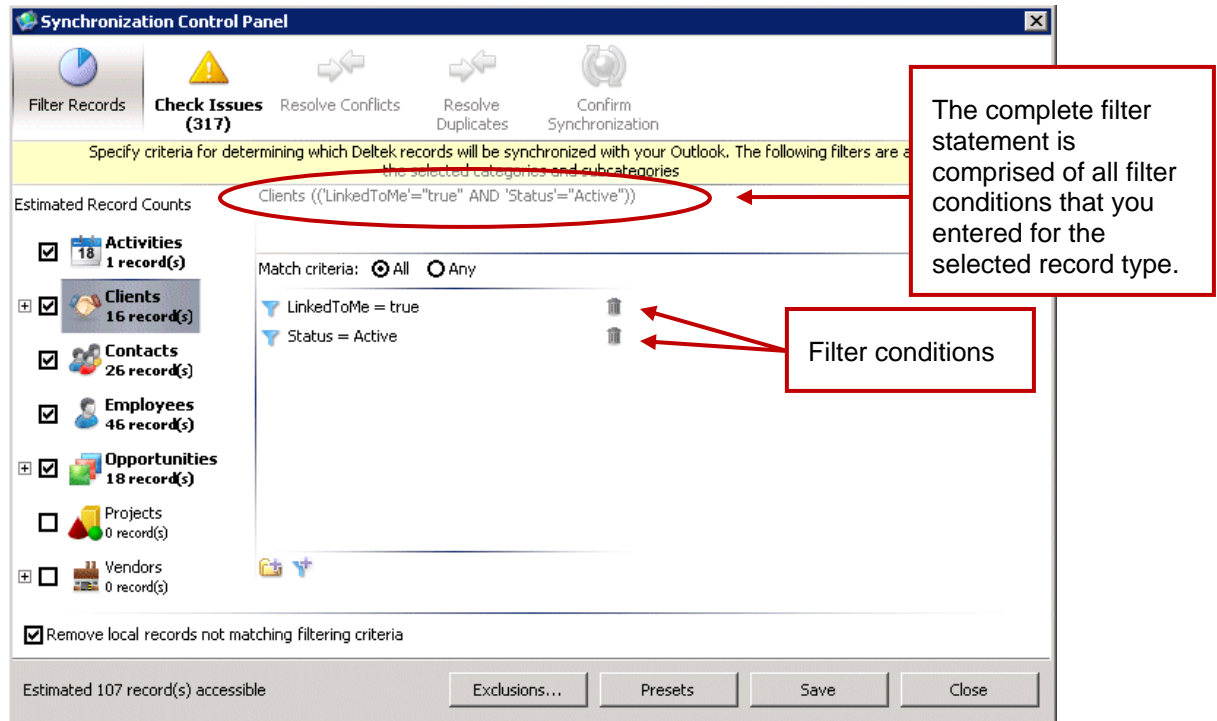 Synchronization Control Panel
Filter Records
Check Issues
(317)
Resolve Conflicts
Resolve
Duplicates
Confirm
Synchronization
Specify criteria for determining which Deltek records will be synchronized with your Outlook. The following filters are a
the selected categories and subcategories
Clients (('LinkedToMe'="true" AND 'Status'="Active"))
The complete filter
statement is
comprised of all filter
conditions that you
entered for the
selected record type.
Estimated Record Counts
18
Activities
1 record(s)
Clients
16 record(s)
Contacts
26 record(s)
Employees
46 record(s)
Opportunities
18 record(s)
Projects
0 record(s)
Vendors
0 record(s)
Match criteria: All Any
LinkedToMe = true
Status = Active
Filter conditions
Remove local records not matching filtering criteria
Estimated 107 record(s) accessible
Exclusions...
Presets
Save
Close